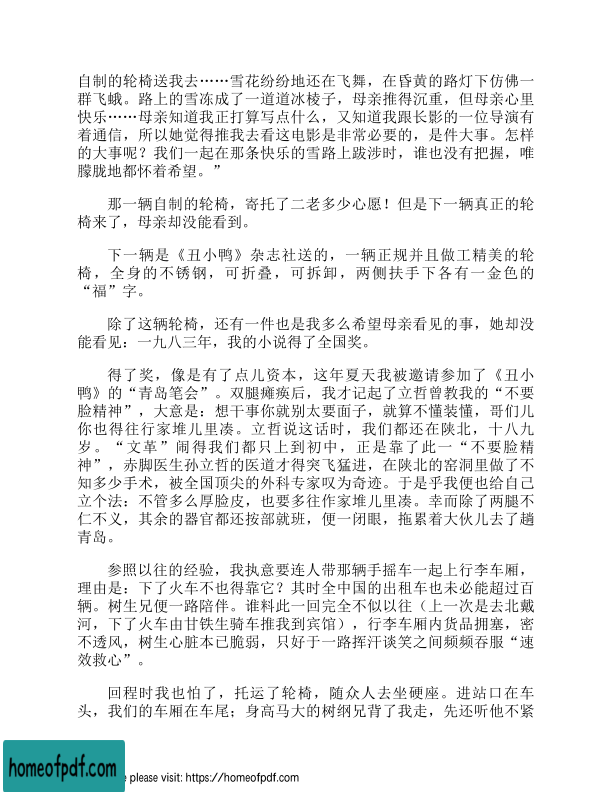 自制的轮椅送我去……雪花纷纷地还在飞舞，在昏黄的路灯下仿佛一
群飞蛾。路上的雪冻成了一道道冰棱子，母亲推得沉重，但母亲心里
快乐……母亲知道我正打算写点什么，又知道我跟长影的一位导演有
着通信，所以她觉得推我去看这电影是非常必要的，是件大事。怎样
的大事呢？我们一起在那条快乐的雪路上跋涉时，谁也没有把握，唯
朦胧地都怀着希望。”
那一辆自制的轮椅，寄托了二老多少心愿！但是下一辆真正的轮
椅来了，母亲却没能看到。
下一辆是《丑小鸭》杂志社送的，一辆正规并且做工精美的轮
椅，全身的不锈钢，可折叠，可拆卸，两侧扶手下各有一金色的
“福”字。
除了这辆轮椅，还有一件也是我多么希望母亲看见的事，她却没
能看见：一九八三年，我的小说得了全国奖。
得了奖，像是有了点儿资本，这年夏天我被邀请参加了《丑小
鸭》的“青岛笔会”。双腿瘫痪后，我才记起了立哲曾教我的“不要
脸精神”，大意是：想干事你就别太要面子，就算不懂装懂，哥们儿
你也得往行家堆儿里凑。立哲说这话时，我们都还在陕北，十八九
岁。“文革”闹得我们都只上到初中，正是靠了此一“不要脸精
神”，赤脚医生孙立哲的医道才得突飞猛进，在陕北的窑洞里做了不
知多少手术，被全国顶尖的外科专家叹为奇迹。于是乎我便也给自己
立个法：不管多么厚脸皮，也要多往作家堆儿里凑。幸而除了两腿不
仁不义，其余的器官都还按部就班，便一闭眼，拖累着大伙儿去了趟
青岛。
参照以往的经验，我执意要连人带那辆手摇车一起上行李车厢，
理由是：下了火车不也得靠它？其时全中国的出租车也未必能超过百
辆。树生兄便一路陪伴。谁料此一回完全不似以往（上一次是去北戴
河，下了火车由甘铁生骑车推我到宾馆），行李车厢内货品拥塞，密
不透风，树生心脏本已脆弱，只好于一路挥汗谈笑之间频频吞服“速
效救心”。
回程时我也怕了，托运了轮椅，随众人去坐硬座。进站口在车
头，我们的车厢在车尾；身高马大的树纲兄背了我走，先还听他不紧
homeofpdf.com
e please visit: https://homeofpdf.com